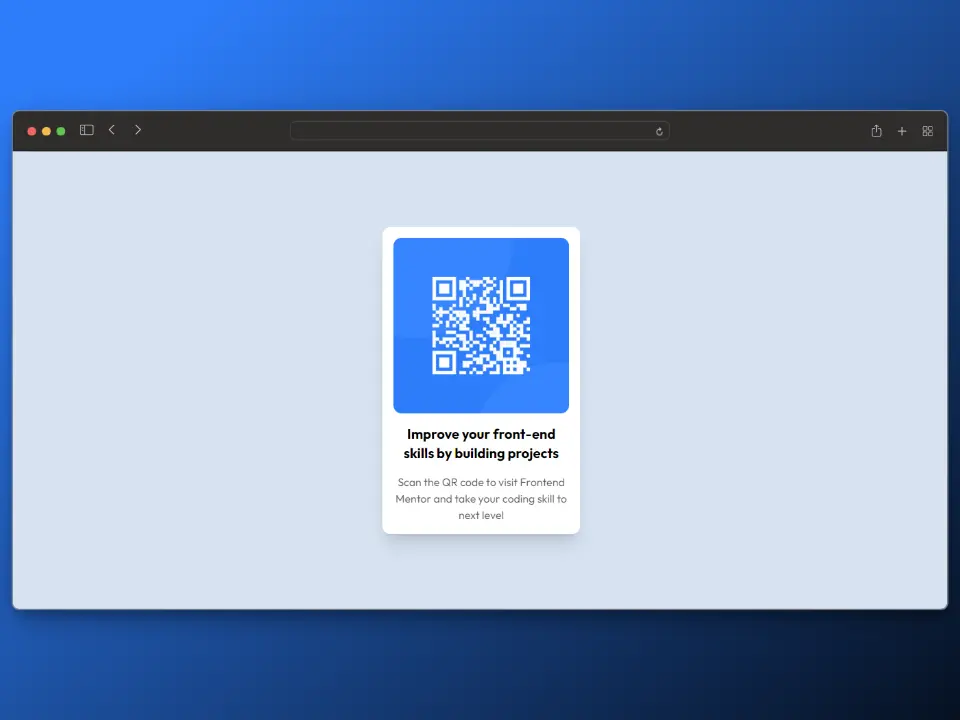 Improve your front-end
skills by building projects
Scan the QR code to visit Frontend
Mentor and take your coding skill to
next level